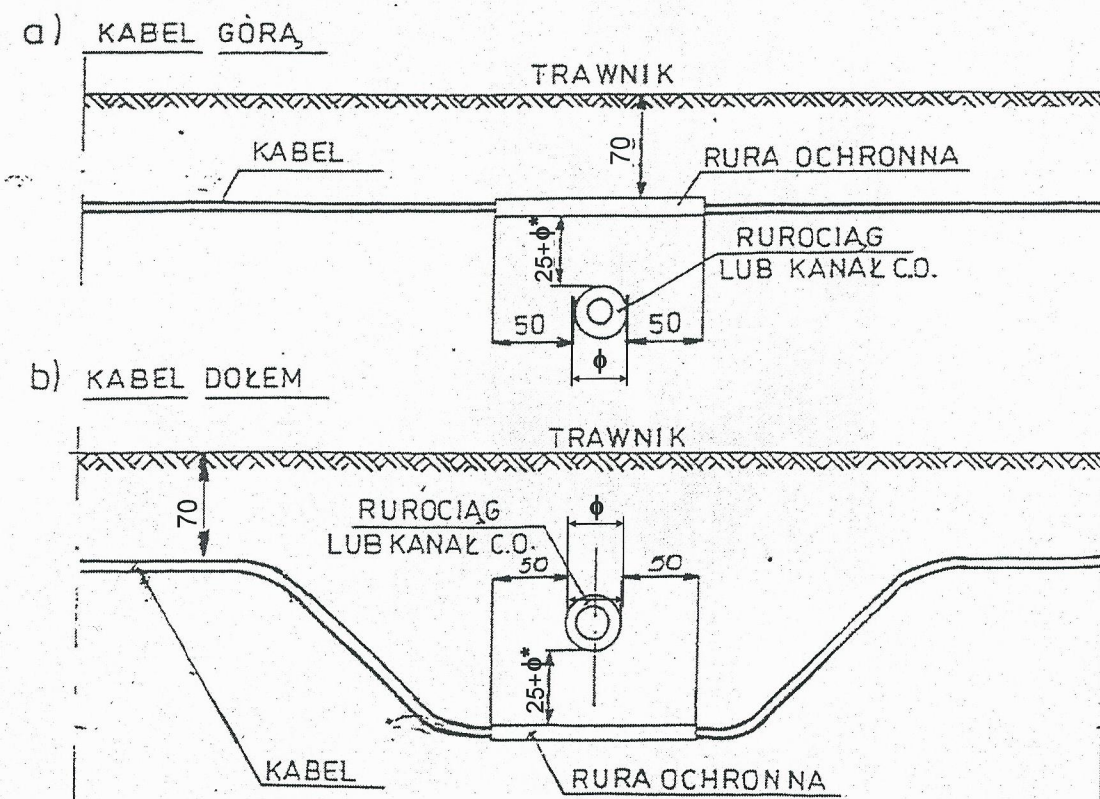 a) KABEL GÓRĄ
TRAWNIK
KABEL
70
RURA OCHRONNA
25+ϕ*
RUROCIĄG
LUB KANAŁ C.O.
50
50
ϕ
b) KABEL DOŁEM
TRAWNIK
70
RUROCIĄG
LUB KANAŁ C.O.
ϕ
50
50
25+ϕ*
KABEL
RURA OCHRONNA